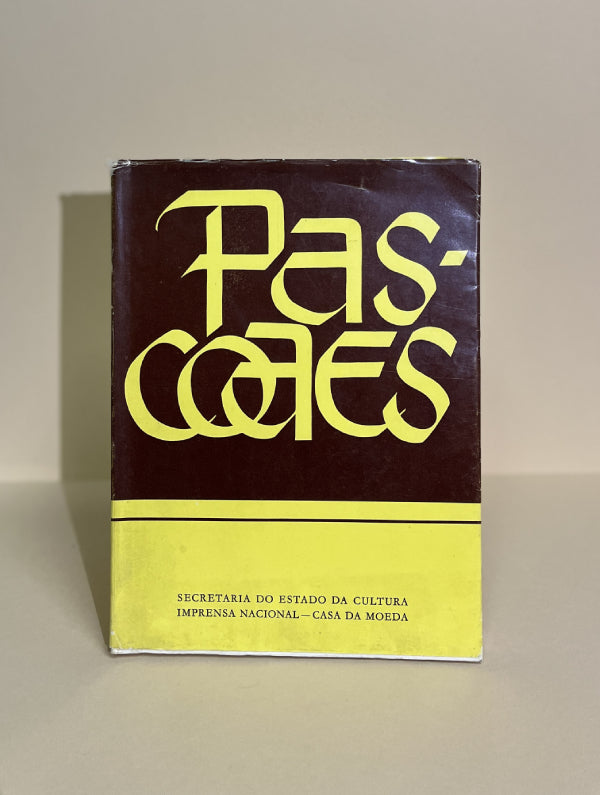 Pas-
coaes
SECRETARIA DO ESTADO DA CULTURA
IMPRENSA NACIONAL — CASA DA MOEDA